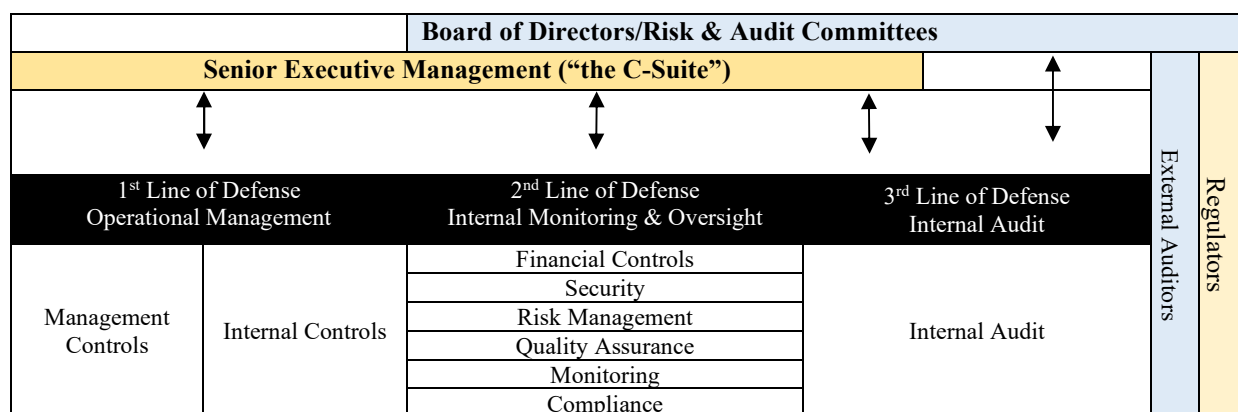 Board of Directors/Risk & Audit Committees
Senior Executive Management (“the C-Suite”)
1st Line of Defense
Operational Management
2nd Line of Defense
Internal Monitoring & Oversight
3rd Line of Defense
Internal Audit
Management
Controls
Internal Controls
Financial Controls
Security
Risk Management
Quality Assurance
Monitoring
Compliance
Internal Audit
External Auditors
Regulators